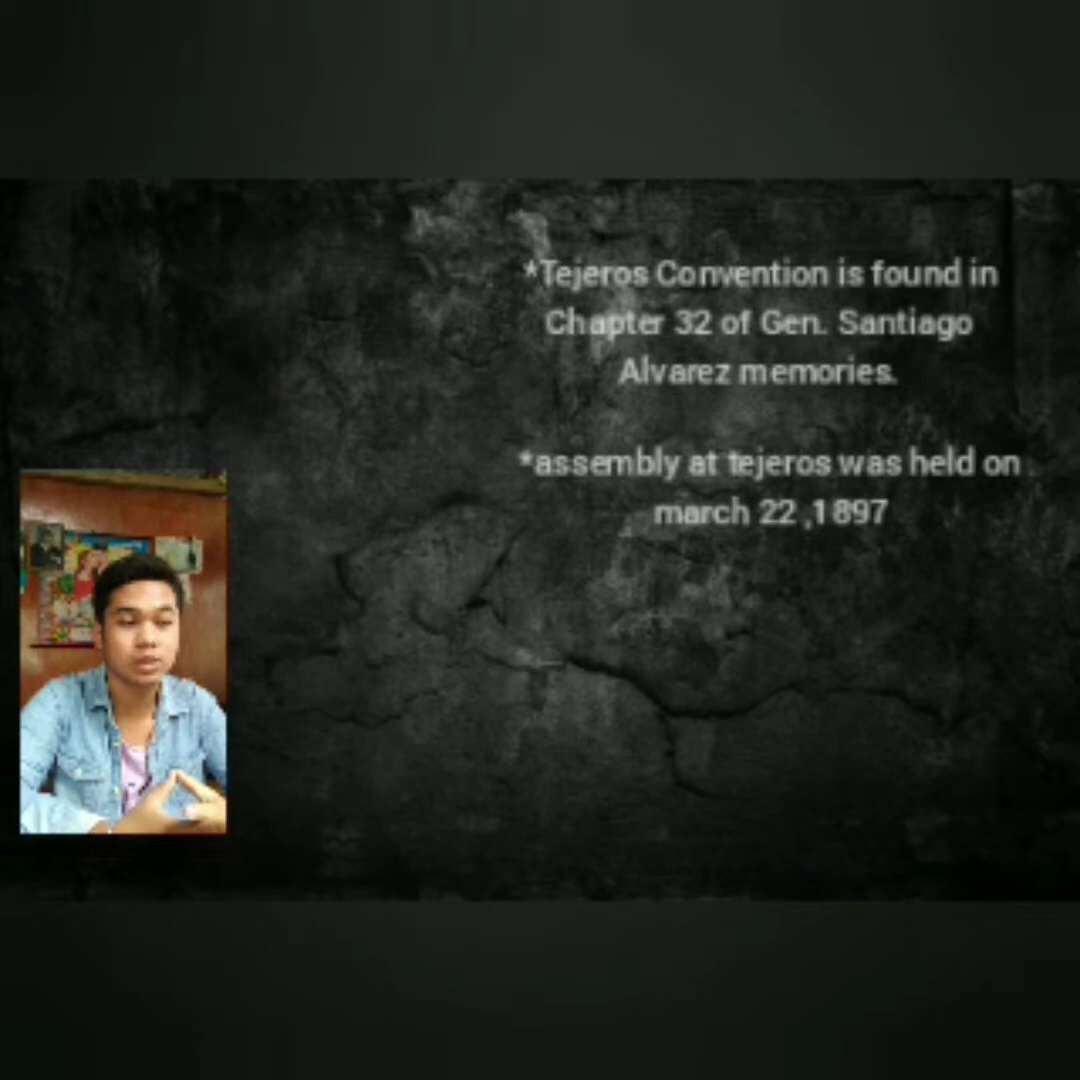 *Tejeros Convention is found in
Chapter 32 of Gen. Santiago
Alvarez memories.
*assembly at tejeros was held on
march 22 ,1897